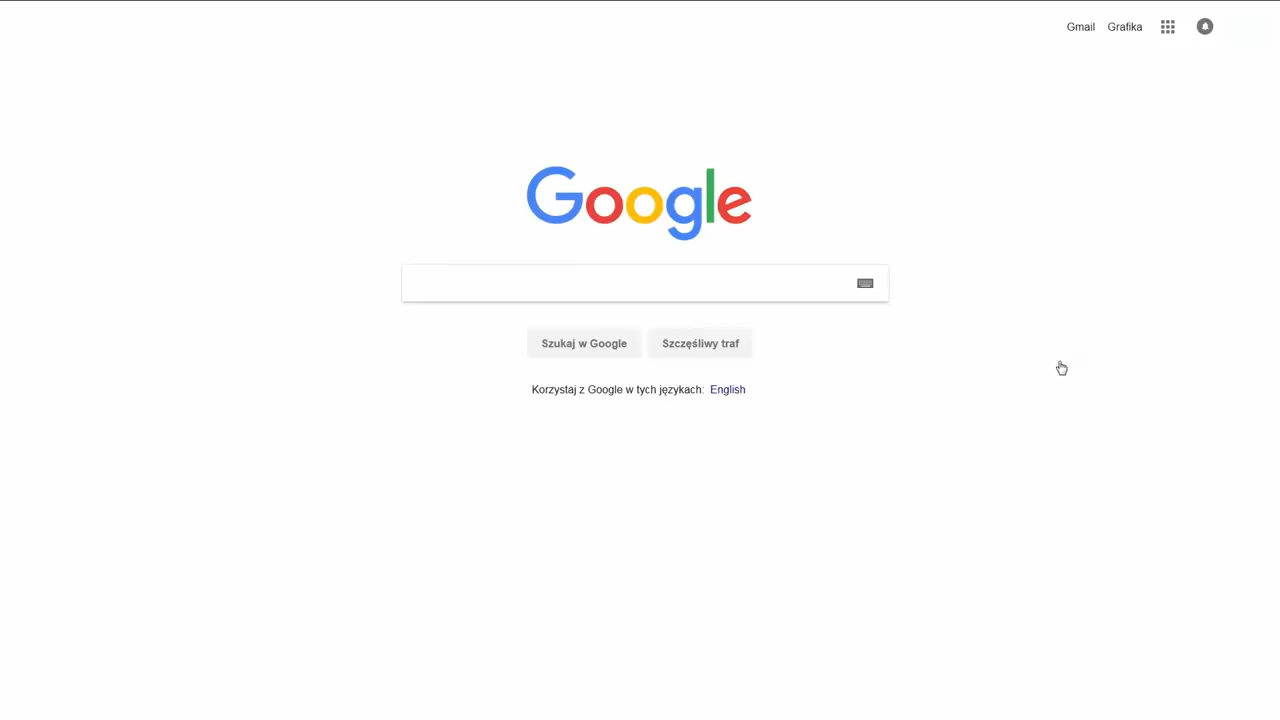 Gmail Grafika
Google
Szukaj w Google Szczęśliwy traf
Korzystaj z Google w tych językach: English